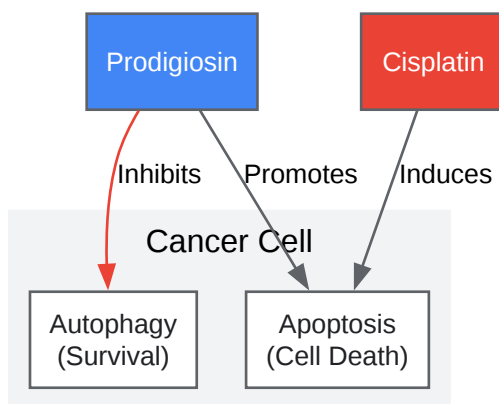 Prodigiosin
Cisplatin
Inhibits
Promotes
Induces
Cancer Cell
Autophagy
(Survival)
Apoptosis
(Cell Death)